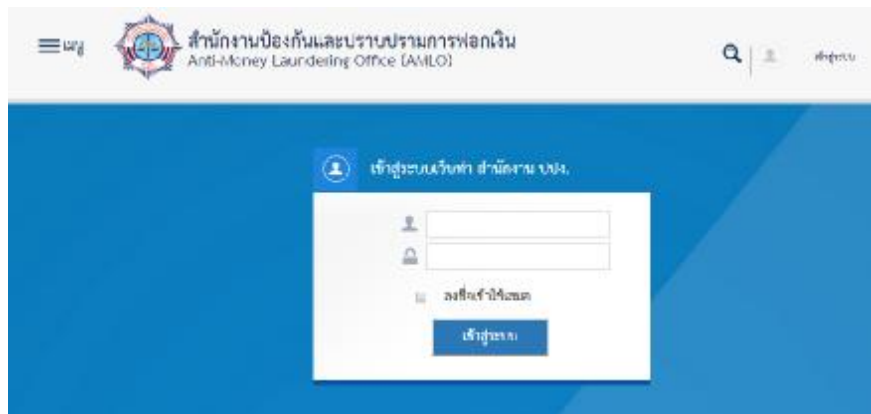 เมนู
สำนักงานป้องกันและปราบปรามการฟอกเงิน
Anti-Money Laundering Office (AMLO)
เข้าสู่ระบบ
เข้าสู่ระบบเว็บท่า สำนักงาน ปปง.
ลงชื่อเข้าใช้เสมอ
เข้าสู่ระบบ